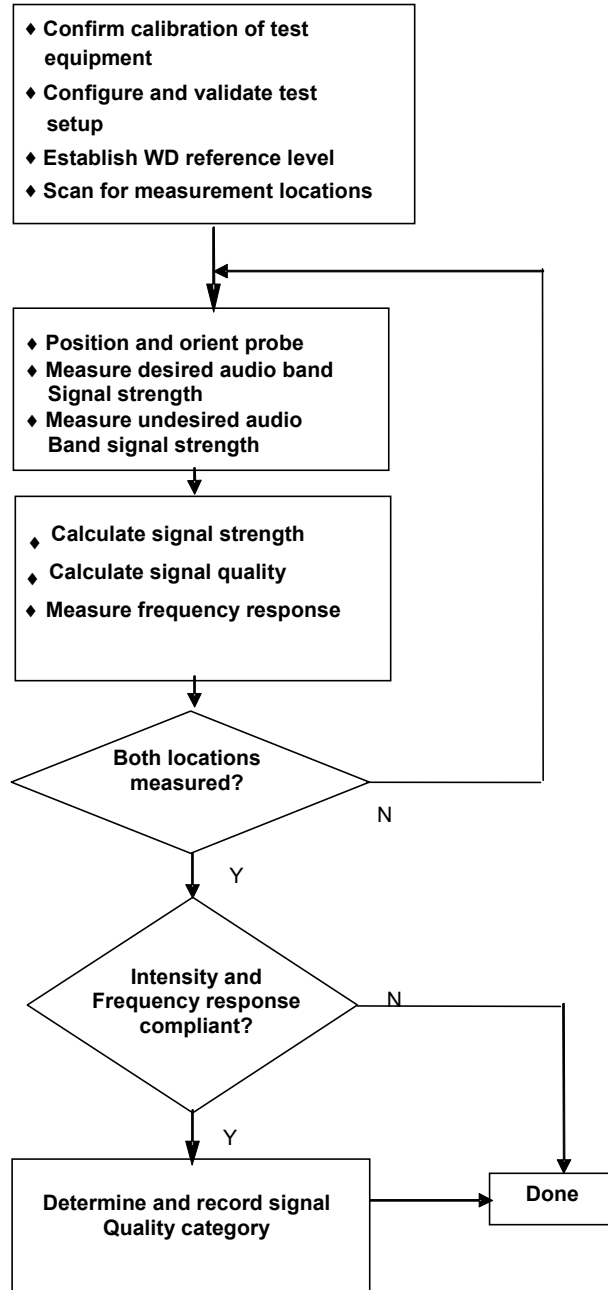 ♦ Confirm calibration of test
equipment
♦ Configure and validate test
setup
♦ Establish WD reference level
♦ Scan for measurement locations
♦ Position and orient probe
♦ Measure desired audio band
Signal strength
♦ Measure undesired audio
Band signal strength
♦ Calculate signal strength
♦ Calculate signal quality
♦ Measure frequency response
Both locations
measured?
N
Y
Intensity and
Frequency response
compliant?
N
Y
Determine and record signal
Quality category
Done